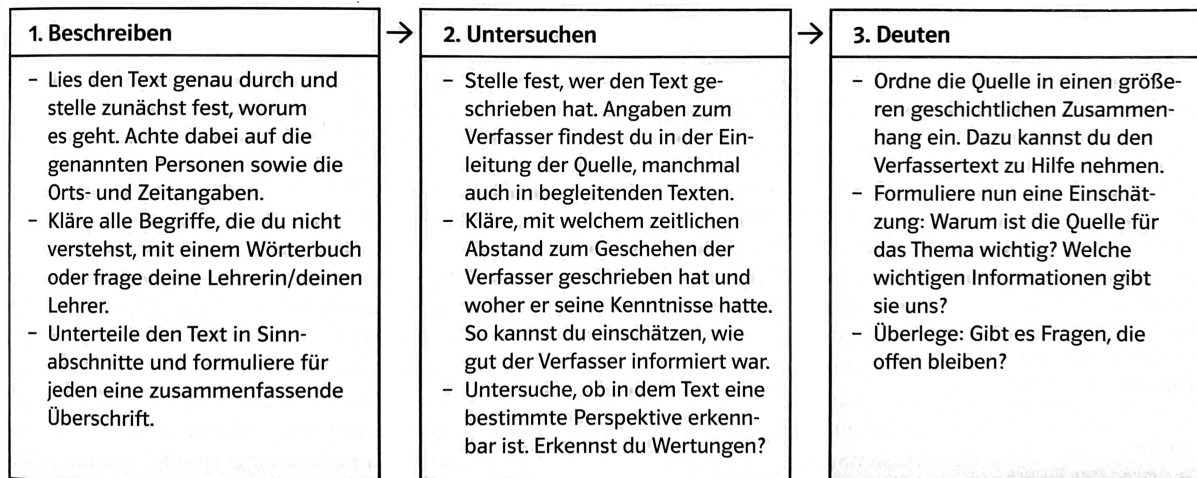 1. Beschreiben
– Lies den Text genau durch und
stelle zunächst fest, worum
es geht. Achte dabei auf die
genannten Personen sowie die
Orts- und Zeitangaben.
– Kläre alle Begriffe, die du nicht
verstehst, mit einem Wörterbuch
oder frage deine Lehrerin/deinen
Lehrer.
– Unterteile den Text in Sinn-
abschnitte und formuliere für
jeden eine zusammenfassende
Überschrift.
→
2. Untersuchen
– Stelle fest, wer den Text ge-
schrieben hat. Angaben zum
Verfasser findest du in der Ein-
leitung der Quelle, manchmal
auch in begleitenden Texten.
– Kläre, mit welchem zeitlichen
Abstand zum Geschehen der
Verfasser geschrieben hat und
woher er seine Kenntnisse hatte.
So kannst du einschätzen, wie
gut der Verfasser informiert war.
– Untersuche, ob in dem Text eine
bestimmte Perspektive erkenn-
bar ist. Erkennst du Wertungen?
→
3. Deuten
– Ordne die Quelle in einen größe-
ren geschichtlichen Zusammen-
hang ein. Dazu kannst du den
Verfassertext zu Hilfe nehmen.
– Formuliere nun eine Einschät-
zung: Warum ist die Quelle für
das Thema wichtig? Welche
wichtigen Informationen gibt
sie uns?
– Überlege: Gibt es Fragen, die
offen bleiben?